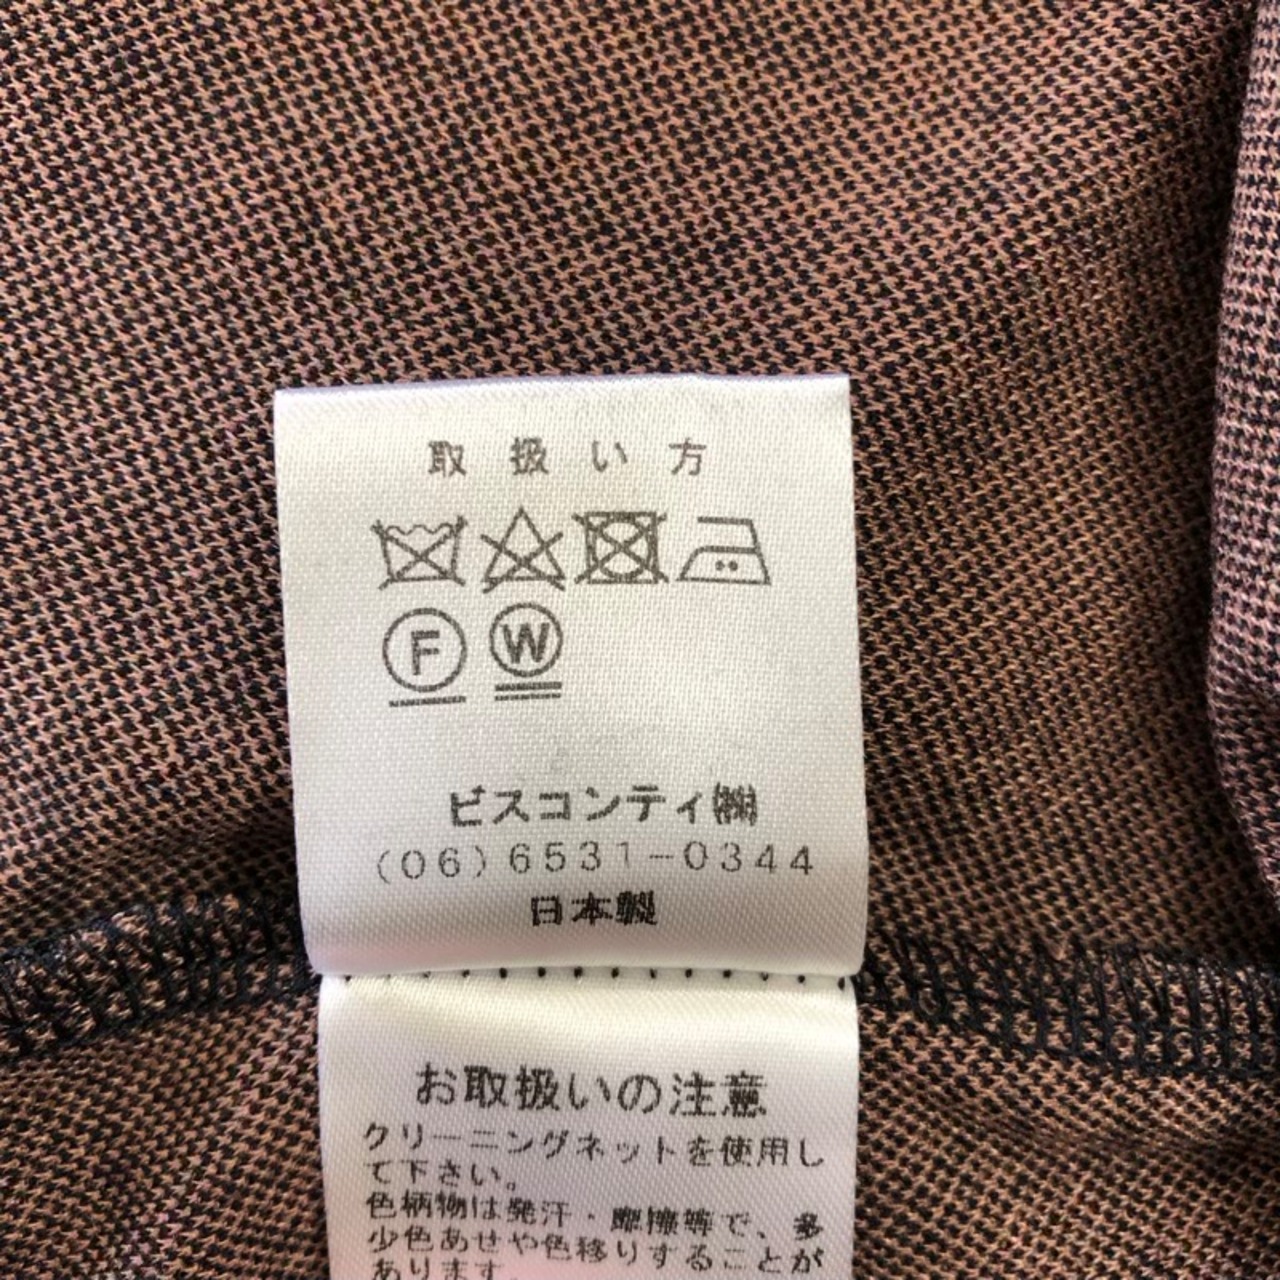 取扱い方
F W
ビスコンティ㈱
(06)6531-0344
日本製
お取扱いの注意
クリーニングネットを使用し
て下さい。
色柄物は発汗・摩擦等で、多
少色あせや色移りすることが
あります。